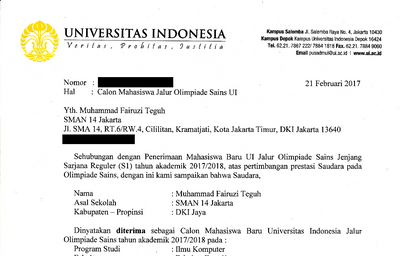 UNIVERSITAS INDONESIA
Veritas, Probitas, Justitia
Kampus Salemba Jl. Salemba Raya No. 4, Jakarta 10430
Kampus Depok Kampus Universitas Indonesia Depok 16424
Tel. 62.21. 7867 222/ 7884 1818 Fax. 62.21. 7884 9060
Email pusadmui@ui.ac.id www.ui.ac.id
Nomor :
21 Februari 2017
Hal : Calon Mahasiswa Jalur Olimpiade Sains UI
Yth. Muhammad Fairuzi Teguh
SMAN 14 Jakarta
Jl. SMA 14, RT.6/RW.4, Cililitan, Kramatjati, Kota Jakarta Timur, DKI Jakarta 13640
Sehubungan dengan Penerimaan Mahasiswa Baru UI Jalur Olimpiade Sains Jenjang
Sarjana Reguler (S1) tahun akademik 2017/2018, atas pertimbangan prestasi Saudara pada
Olimpiade Sains, dengan ini kami sampaikan bahwa Saudara,
Nama : Muhammad Fairuzi Teguh
Asal Sekolah : SMAN 14 Jakarta
Kabupaten – Propinsi : DKI Jaya
Dinyatakan diterima sebagai Calon Mahasiswa Baru Universitas Indonesia Jalur
Olimpiade Sains tahun akademik 2017/2018 pada :
Program Studi : Ilmu Komputer